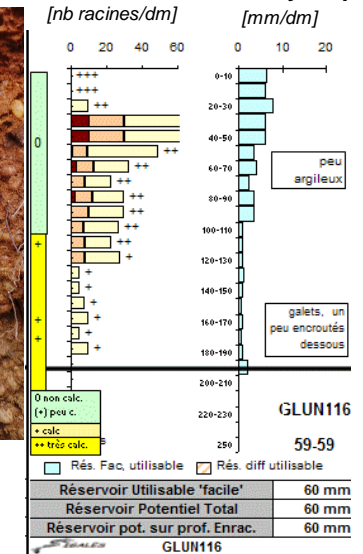 [nb racines/dm]
[mm/dm]
0 20 40 60
0 10 20
+++
+++
++
++
++
++
++
++
++
++
++
+
+
+
+
+
+
+
0
+
+
+
0-10
20-30
40-50
60-70
80-90
100-110
120-130
140-150
160-170
180-190
200-210
220-230
250
peu
argileux
galets, un
peu encroutés
dessous
0 non calc.
(+) peu c.
+ calc
++ très calc.
s
GLUN116
59-59
Rés. Fac, utilisable
Rés. diff utilisable
Réservoir Utilisable 'facile' 60 mm
Réservoir Potentiel Total 60 mm
Réservoir pot. sur prof. Enrac. 60 mm
SIGALES
GLUN116